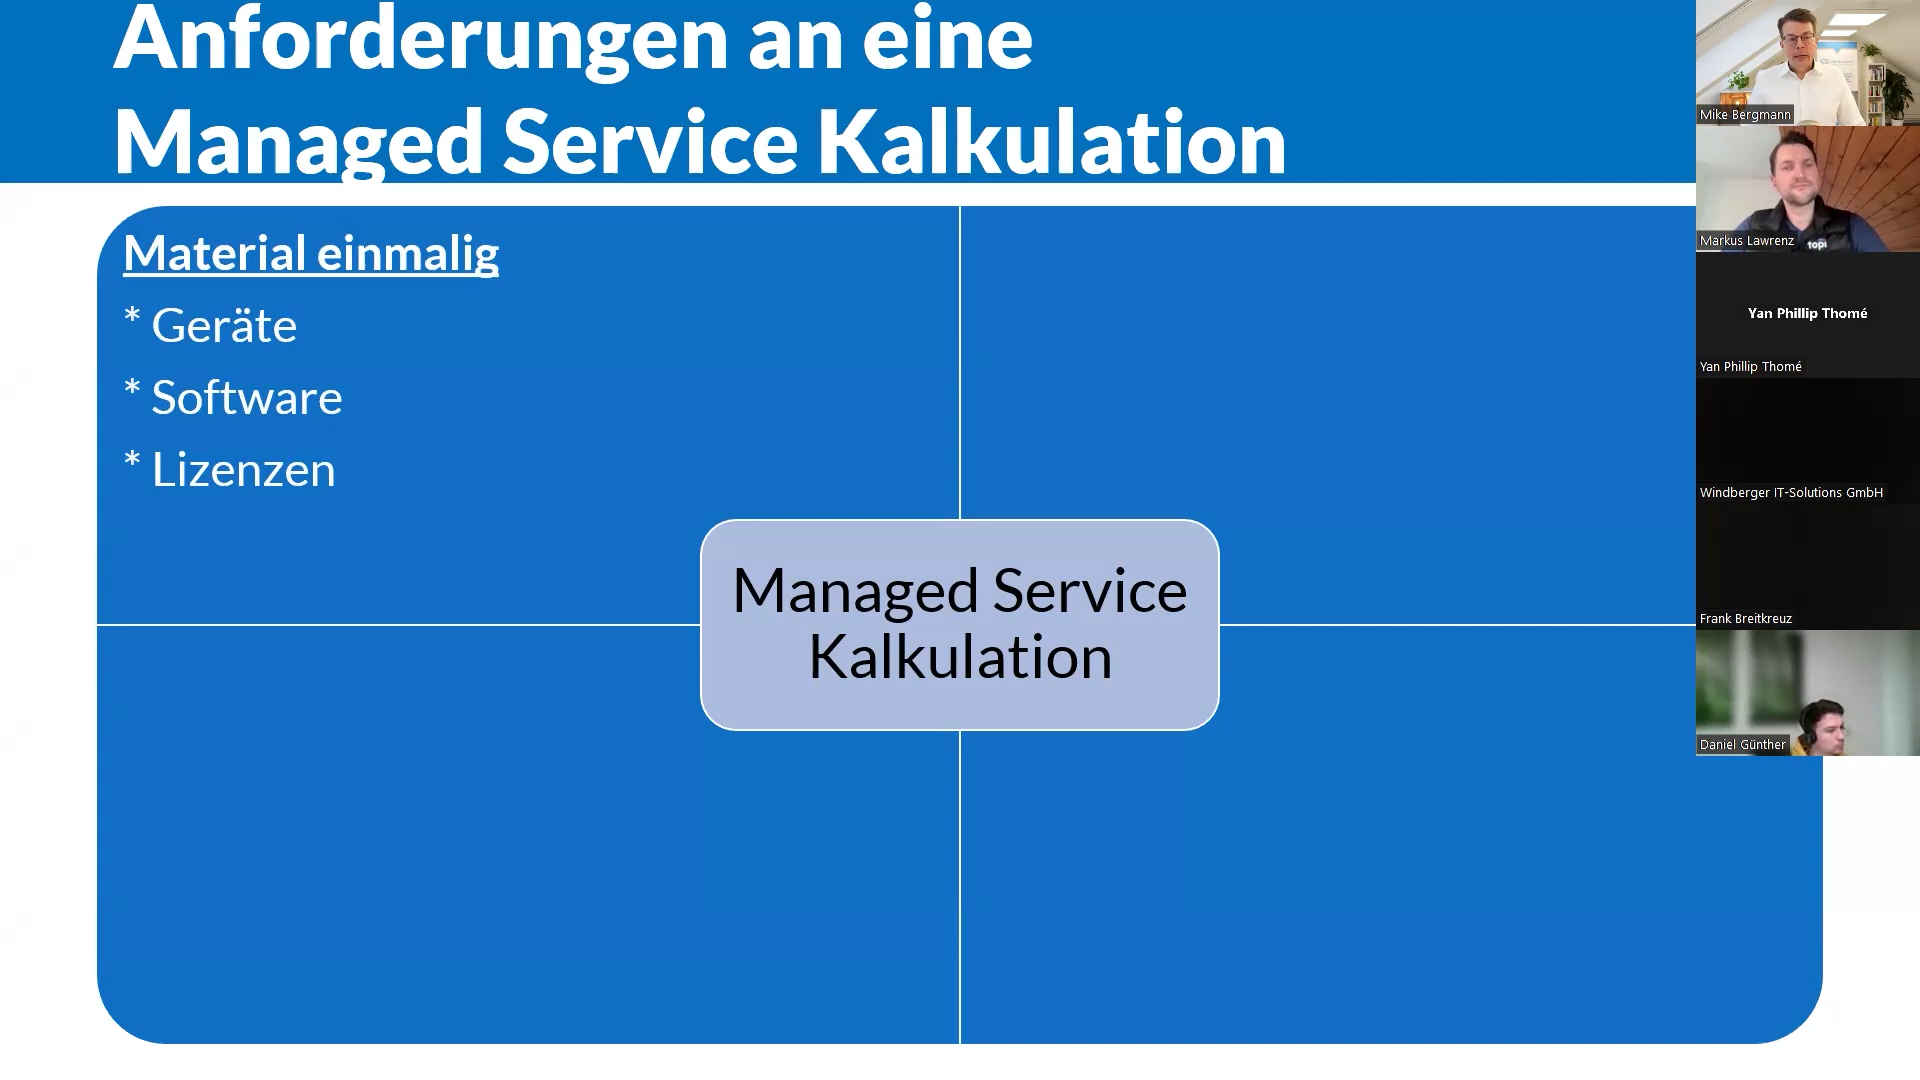 Anforderungen an eine
Managed Service Kalkulation
Material einmalig
* Geräte
* Software
* Lizenzen
Managed Service
Kalkulation
Mike Bergmann
topi
Markus Lawrenz
Yan Phillip Thomé
Yan Phillip Thomé
Windberger IT-Solutions GmbH
Frank Breitkreuz
Daniel Günther